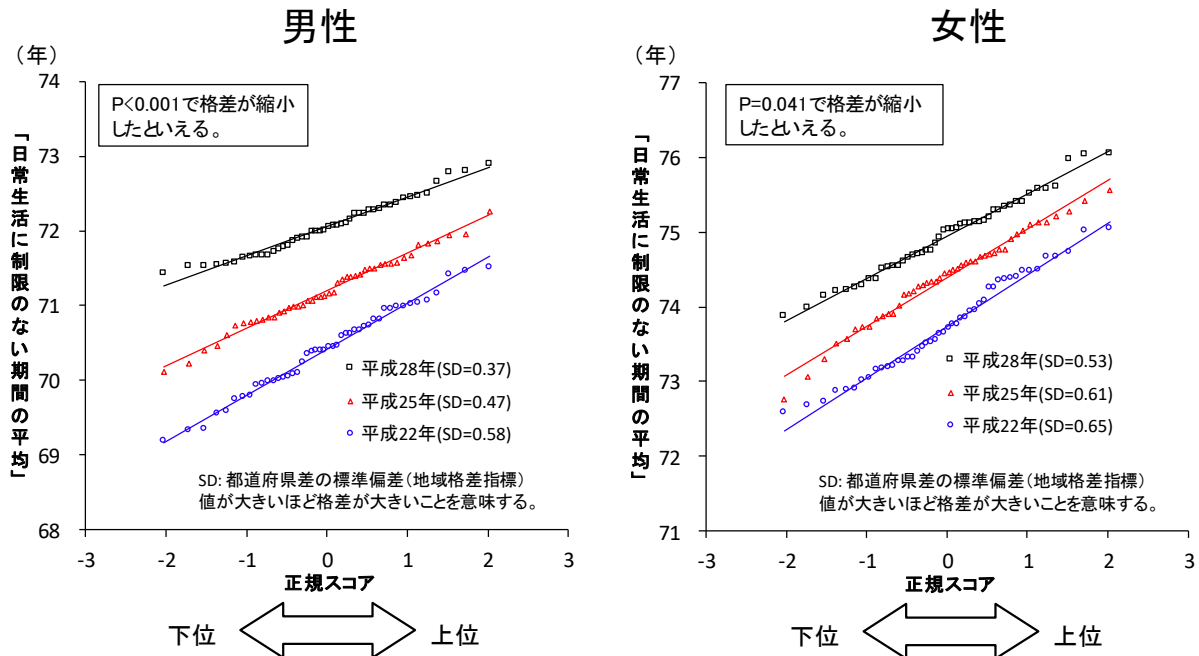 男性
(年)
74
73
72
71
70
69
68
-3
-2
-1
0
1
2
3
「日常生活に制限のない期間の平均」
P<0.001で格差が縮小
したといえる。
平成28年(SD=0.37)
平成25年(SD=0.47)
平成22年(SD=0.58)
SD: 都道府県差の標準偏差(地域格差指標)
値が大きいほど格差が大きいことを意味する。
正規スコア
下位
上位
女性
(年)
77
76
75
74
73
72
71
-3
-2
-1
0
1
2
3
「日常生活に制限のない期間の平均」
P=0.041で格差が縮小
したといえる。
平成28年(SD=0.53)
平成25年(SD=0.61)
平成22年(SD=0.65)
SD: 都道府県差の標準偏差(地域格差指標)
値が大きいほど格差が大きいことを意味する。
正規スコア
下位
上位